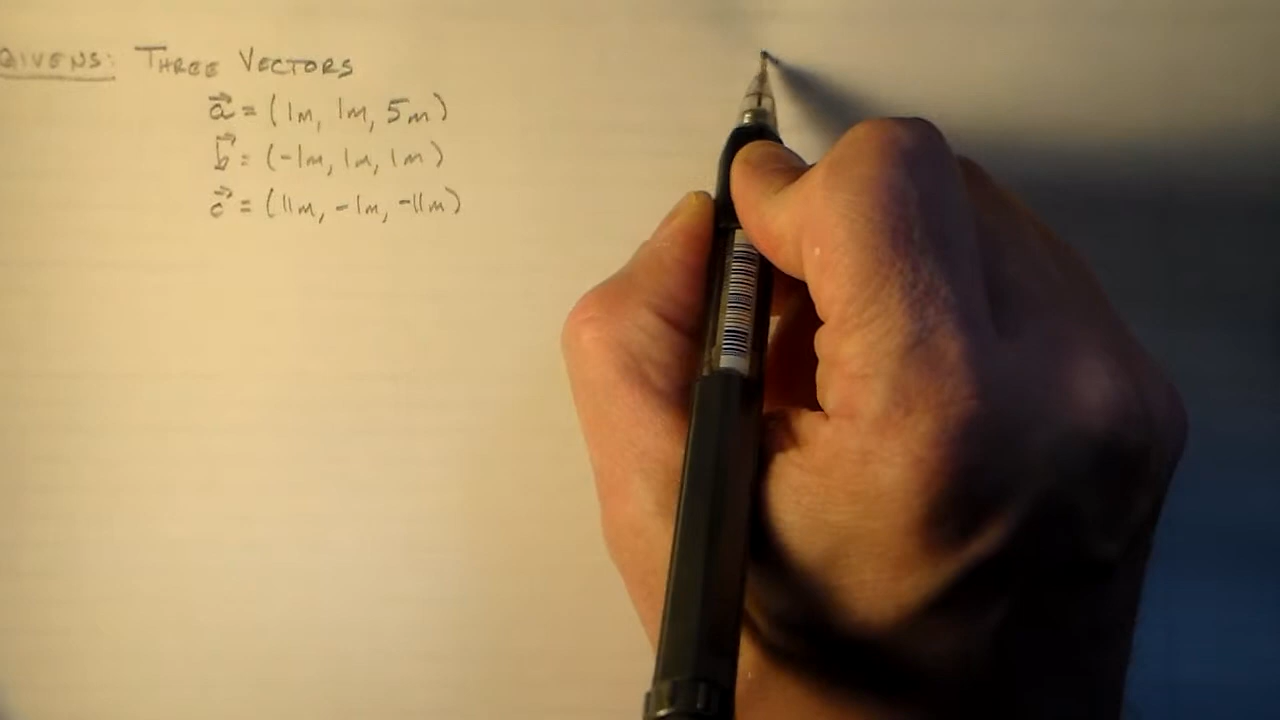 GIVENS: THREE VECTORS
a⃗ = (1m, 1m, 5m)
b⃗ = (-1m, 1m, 1m)
c⃗ = (11m, -1m, -11m)